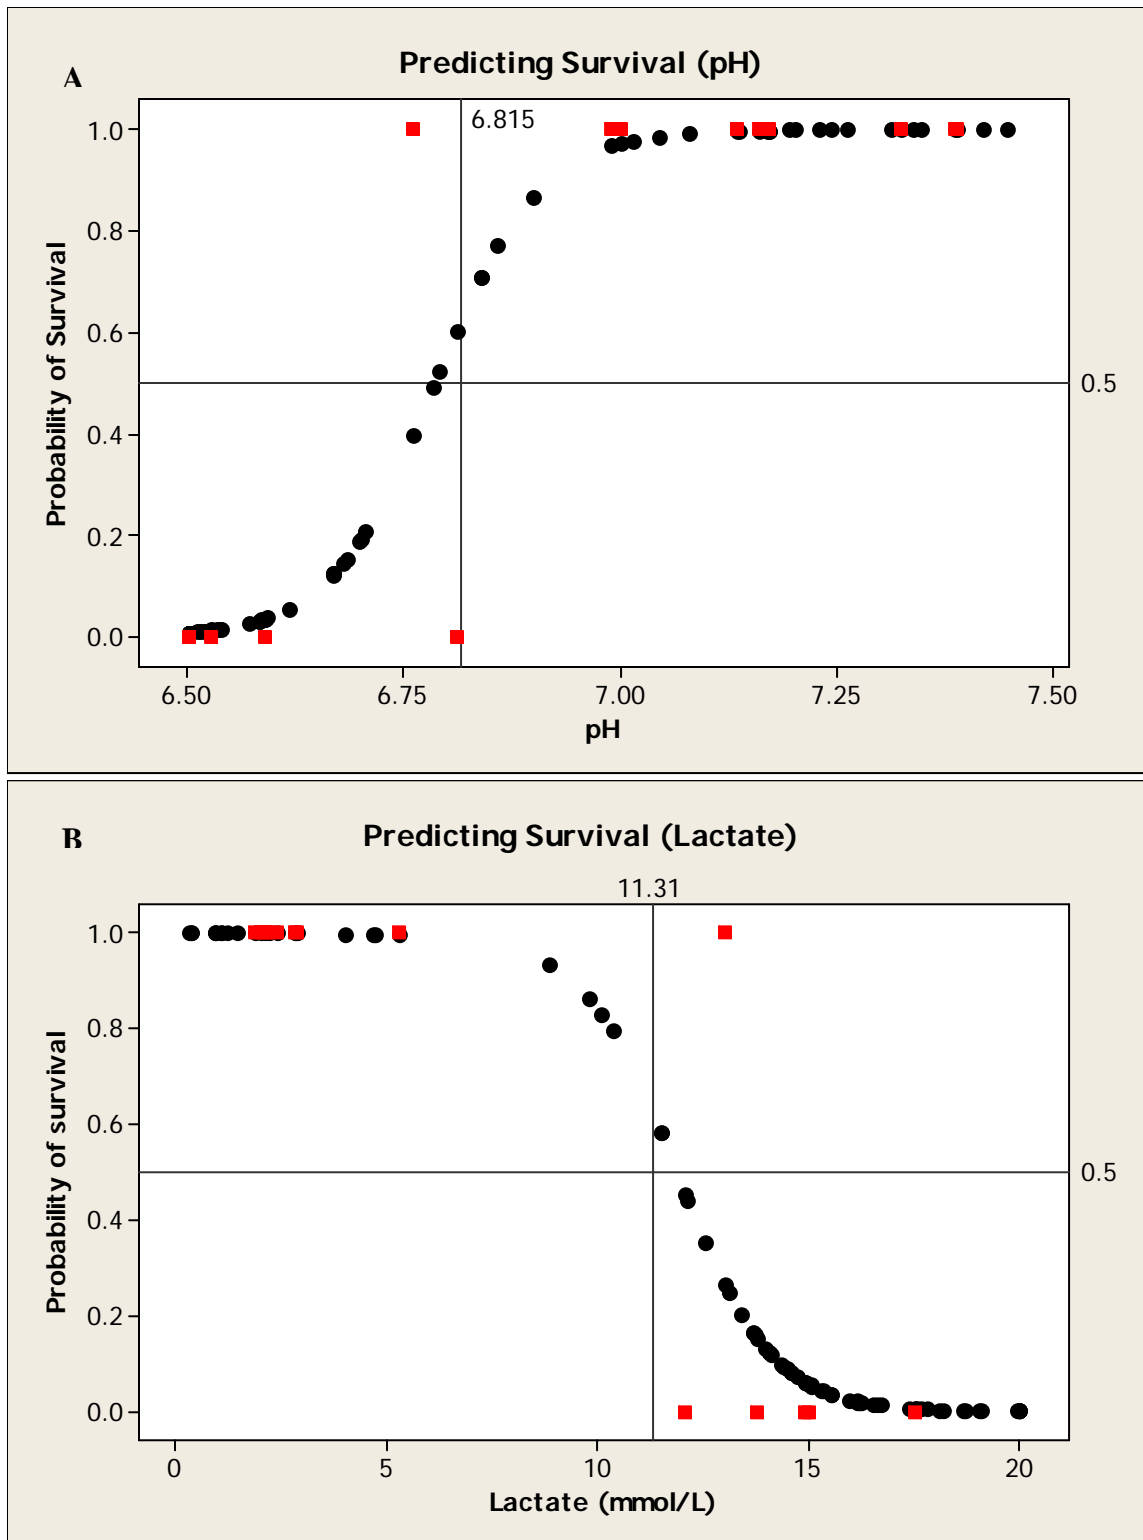 A
Predicting Survival (pH)
6.815
1.0
0.8
0.6
0.4
0.2
0.0
Probability of Survival
0.5
6.50 6.75 7.00 7.25 7.50
pH
B
Predicting Survival (Lactate)
11.31
1.0
0.8
0.6
0.4
0.2
0.0
Probability of survival
0.5
0 5 10 15 20
Lactate (mmol/L)